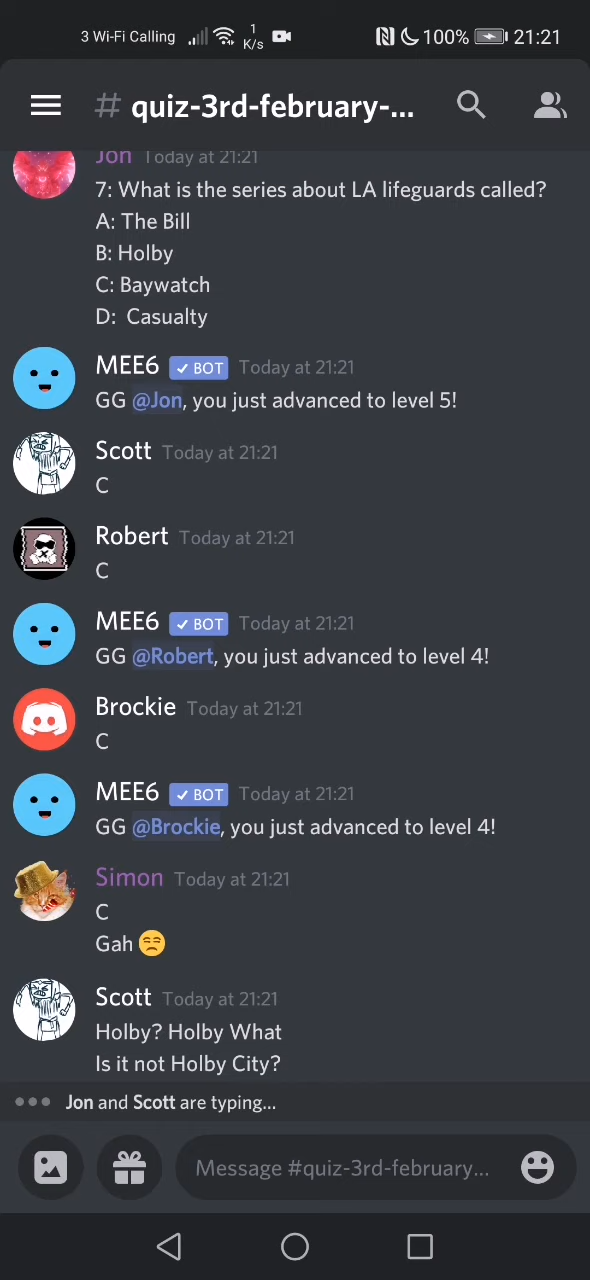 3 Wi-Fi Calling 1 K/s 100% 21:21
# quiz-3rd-february-...
Jon Today at 21:21
7: What is the series about LA lifeguards called?
A: The Bill
B: Holby
C: Baywatch
D:  Casualty
MEE6 ✓ BOT Today at 21:21
GG @Jon, you just advanced to level 5!
Scott Today at 21:21
C
Robert Today at 21:21
C
MEE6 ✓ BOT Today at 21:21
GG @Robert, you just advanced to level 4!
Brockie Today at 21:21
C
MEE6 ✓ BOT Today at 21:21
GG @Brockie, you just advanced to level 4!
Simon Today at 21:21
C
Gah 😒
Scott Today at 21:21
Holby? Holby What
Is it not Holby City?
Jon and Scott are typing...
Message #quiz-3rd-february...